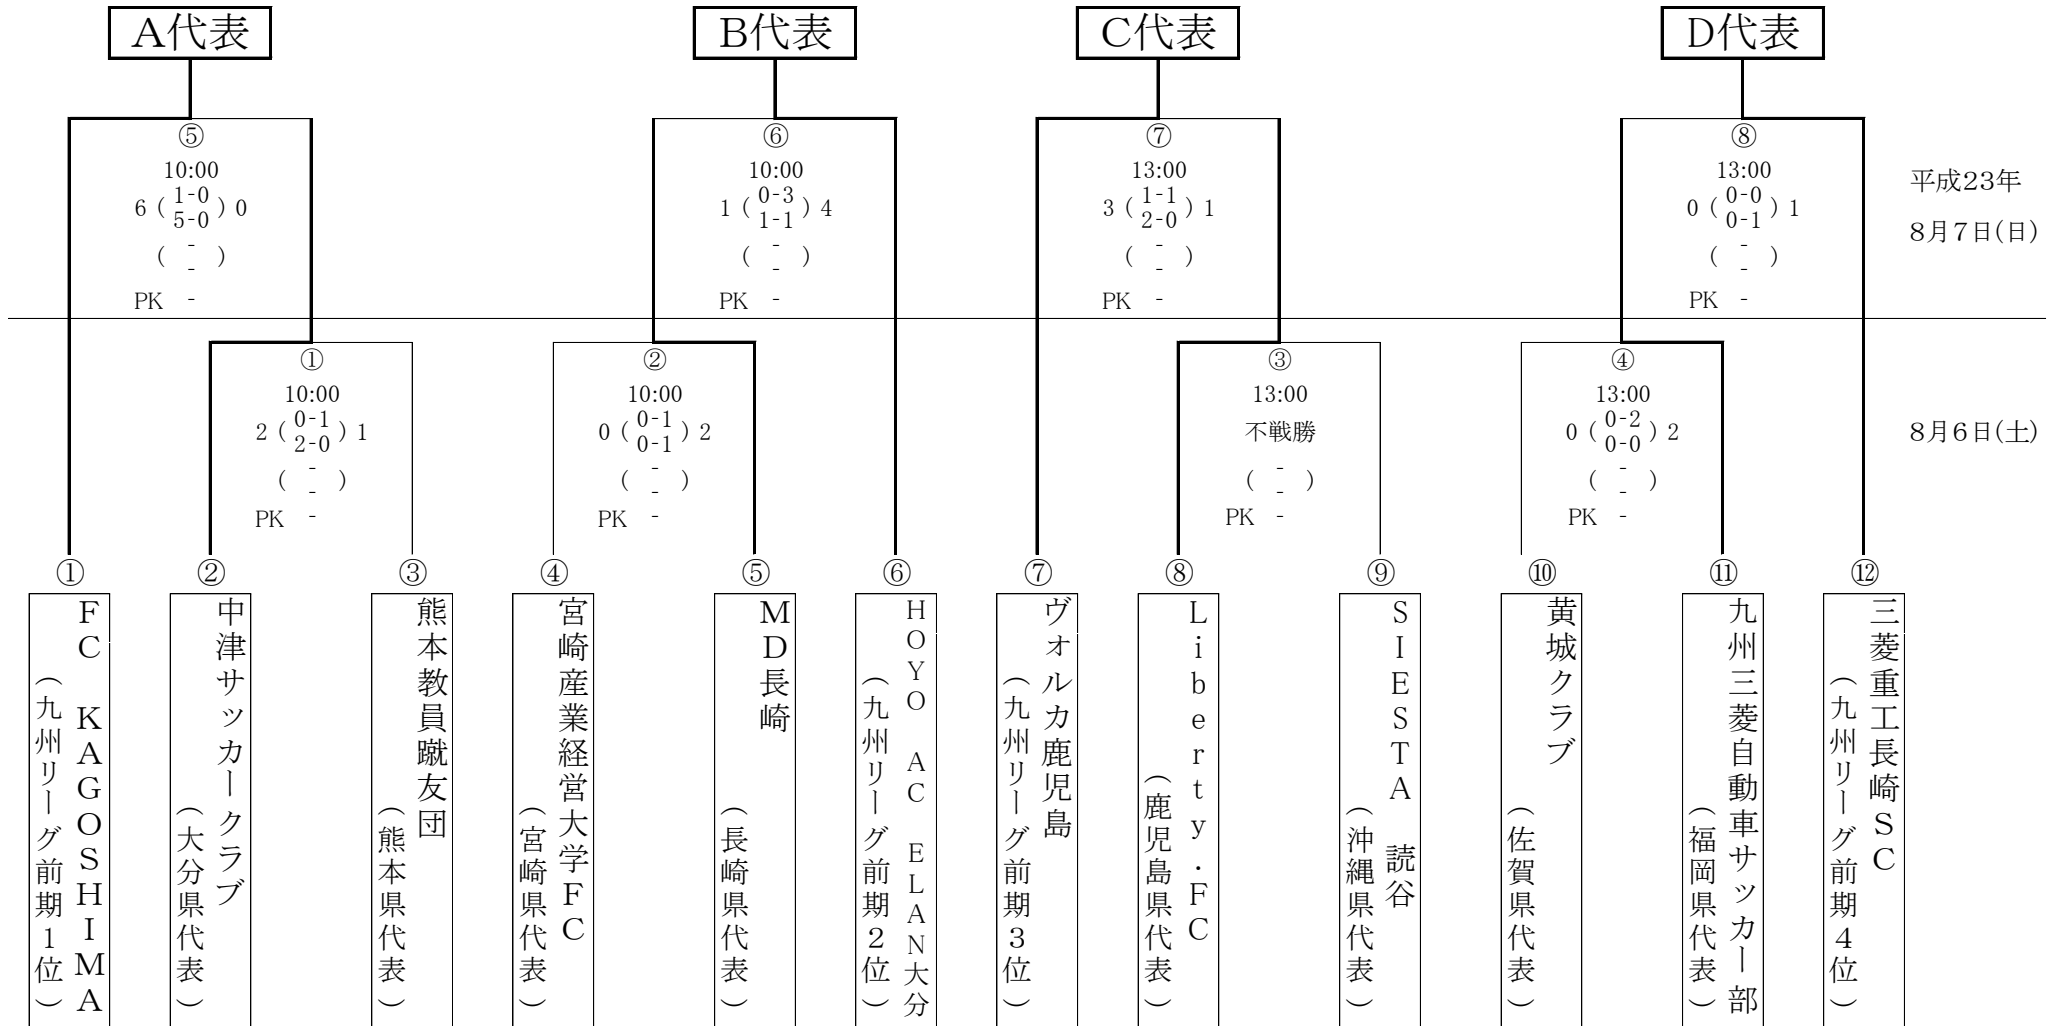 A代表
B代表
C代表
D代表
⑤
10:00
6 ( 1-0 5-0 ) 0
( - - )
PK -
⑥
10:00
1 ( 0-3 1-1 ) 4
( - - )
PK -
⑦
13:00
3 ( 1-1 2-0 ) 1
( - - )
PK -
⑧
13:00
0 ( 0-0 0-1 ) 1
( - - )
PK -
平成23年
8月7日(日)
①
10:00
2 ( 0-1 2-0 ) 1
( - - )
PK -
②
10:00
0 ( 0-1 0-1 ) 2
( - - )
PK -
③
13:00
不戦勝
( - - )
PK -
④
13:00
0 ( 0-2 0-0 ) 2
( - - )
PK -
8月6日(土)
①
FC KAGOSHIMA
(九州リーグ前期1位)
②
中津サッカークラブ
(大分県代表)
③
熊本教員蹴友団
(熊本県代表)
④
宮崎産業経営大学FC
(宮崎県代表)
⑤
MD長崎
(長崎県代表)
⑥
HOYO AC ELAN大分
(九州リーグ前期2位)
⑦
ヴォルカ鹿児島
(九州リーグ前期3位)
⑧
Liberty・FC
(鹿児島県代表)
⑨
SIESTA 読谷
(沖縄県代表)
⑩
黄城クラブ
(佐賀県代表)
⑪
九州三菱自動車サッカー部
(福岡県代表)
⑫
三菱重工長崎SC
(九州リーグ前期4位)